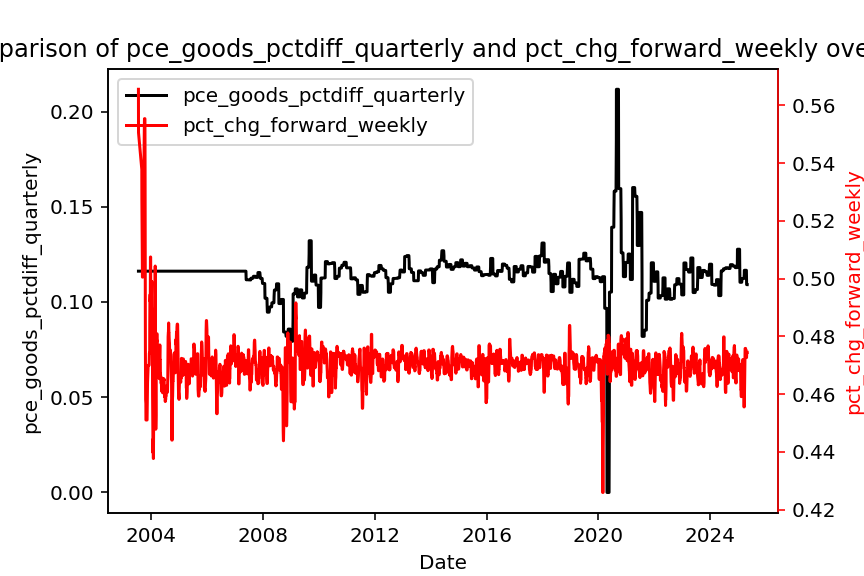 parison of pce_goods_pctdiff_quarterly and pct_chg_forward_weekly ove
pce_goods_pctdiff_quarterly
pct_chg_forward_weekly
0.20
0.15
0.10
0.05
0.00
pce_goods_pctdiff_quarterly
0.56
0.54
0.52
0.50
0.48
0.46
0.44
0.42
pct_chg_forward_weekly
2004 2008 2012 2016 2020 2024
Date